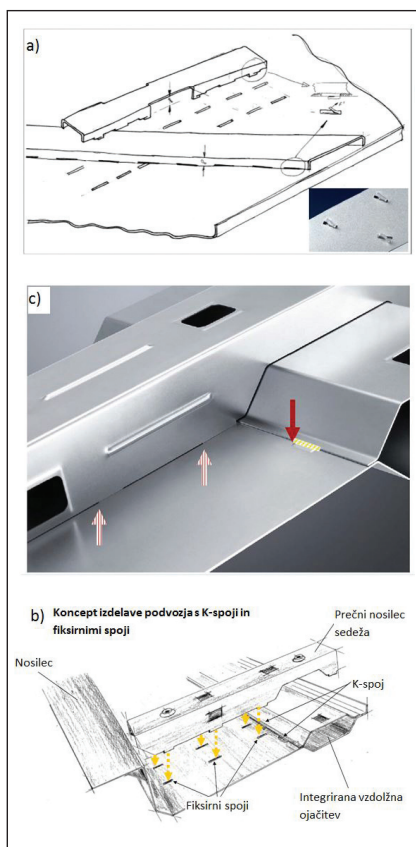 a)
c)
b) Koncept izdelave podvozja s K-spoji in
fiksirnimi spoji
Prečni nosilec
sedeža
Nosilec
K-spoj
Fiksirni spoji
Integrirana vzdolžna
ojačitev